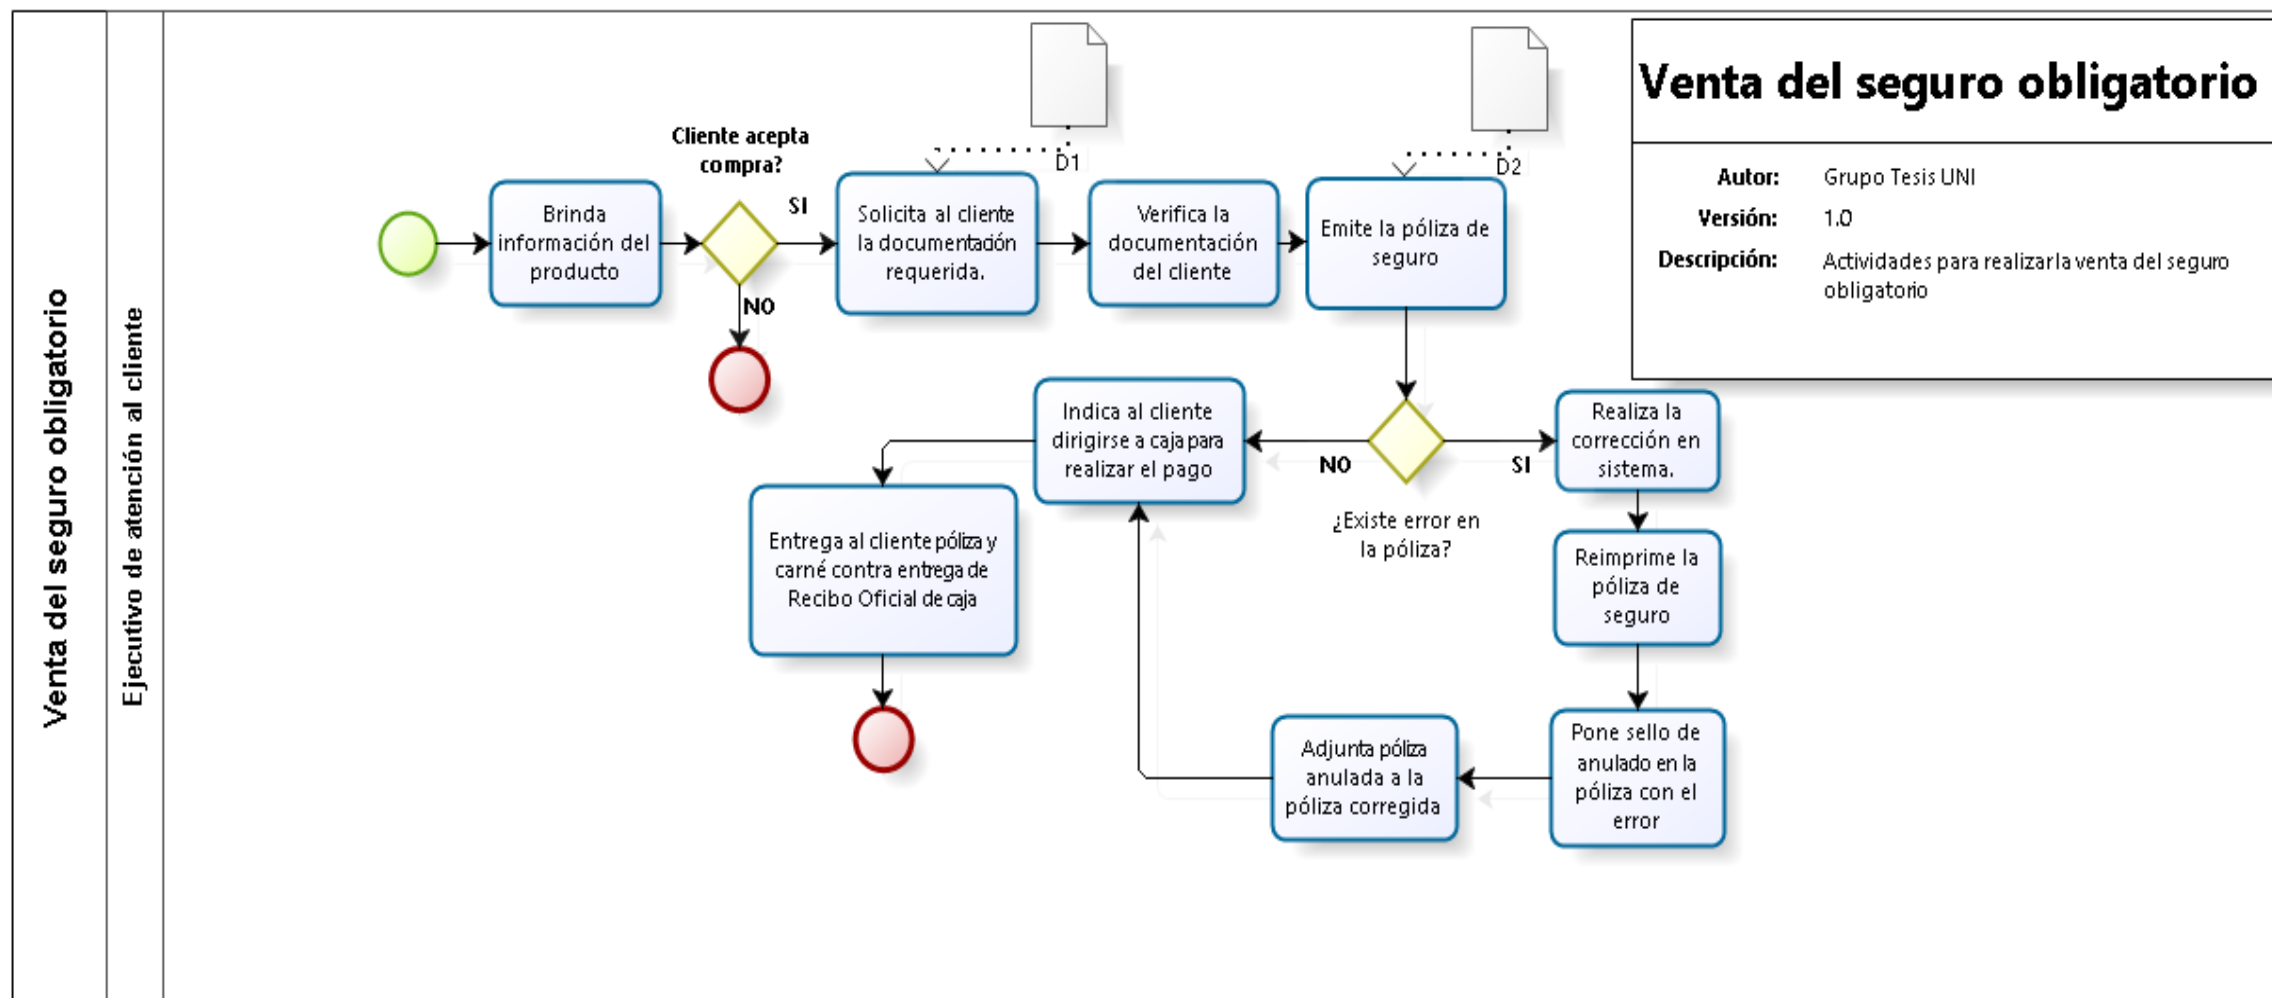 Venta del seguro obligatorio
Ejecutivo de atención al cliente
Venta del seguro obligatorio
Autor: Grupo Tesis UNI
Versión: 1.0
Descripción: Actividades para realizar la venta del seguro
obligatorio
Brinda
información del
producto
Cliente acepta
compra?
SI
NO
D1
Solicita al cliente
la documentación
requerida.
Verifica la
documentación
del cliente
D2
Emite la póliza de
seguro
¿Existe error en
la póliza?
NO
SI
Indica al cliente
dirigirse a caja para
realizar el pago
Entrega al cliente póliza y
carné contra entrega de
Recibo Oficial de caja
Realiza la
corrección en
sistema.
Reimprime la
póliza de
seguro
Pone sello de
anulado en la
póliza con el
error
Adjunta póliza
anulada a la
póliza corregida